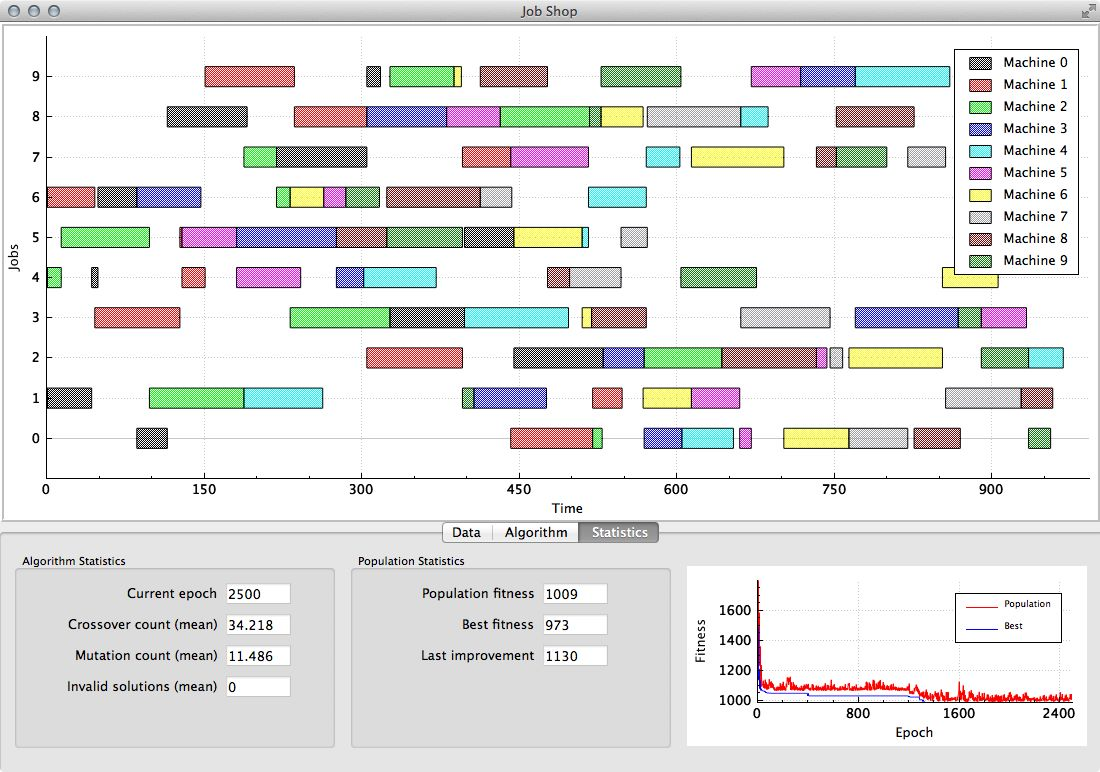 Job Shop
9
8
7
6
5
4
3
2
1
0
Jobs
0 150 300 450 600 750 900
Time
Machine 0
Machine 1
Machine 2
Machine 3
Machine 4
Machine 5
Machine 6
Machine 7
Machine 8
Machine 9
Data Algorithm Statistics
Algorithm Statistics
Current epoch 2500
Crossover count (mean) 34.218
Mutation count (mean) 11.486
Invalid solutions (mean) 0
Population Statistics
Population fitness 1009
Best fitness 973
Last improvement 1130
Fitness
1600
1400
1200
1000
0 800 1600 2400
Epoch
Population
Best